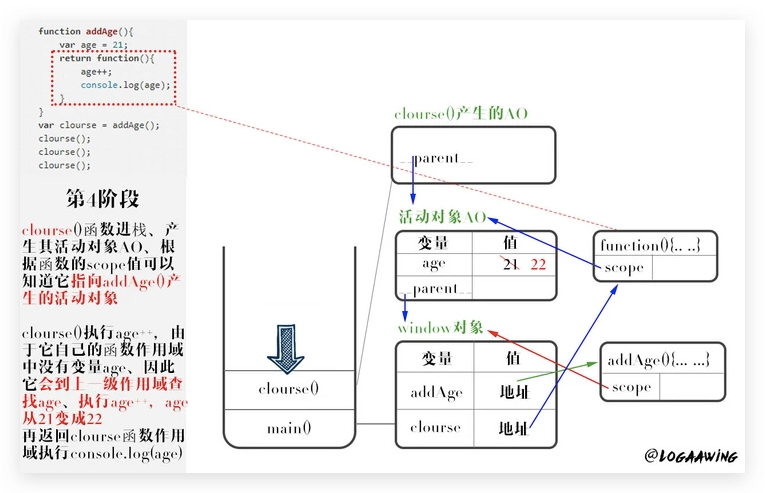 function addAge(){
var age = 21;
return function(){
age++;
console.log(age);
}
}
var clourse = addAge();
clourse();
clourse();
clourse();
第4阶段
clourse()函数进栈、产
生其活动对象AO、根
据函数的scope值可以
知道它指向addAge()产
生的活动对象
clourse()执行age++，由
于它自己的函数作用域
中没有变量age、因此
它会到上一级作用域查
找age、执行age++，age
从21变成22
再返回clourse函数作用
域执行console.log(age)
clourse()
main()
clourse()产生的AO
__parent__
活动对象AO
变量 值
age 21 22
__parent__
window对象
变量 值
addAge 地址
clourse 地址
function(){.. ..}
scope
addAge(){... ...}
scope
@LOGAAWING